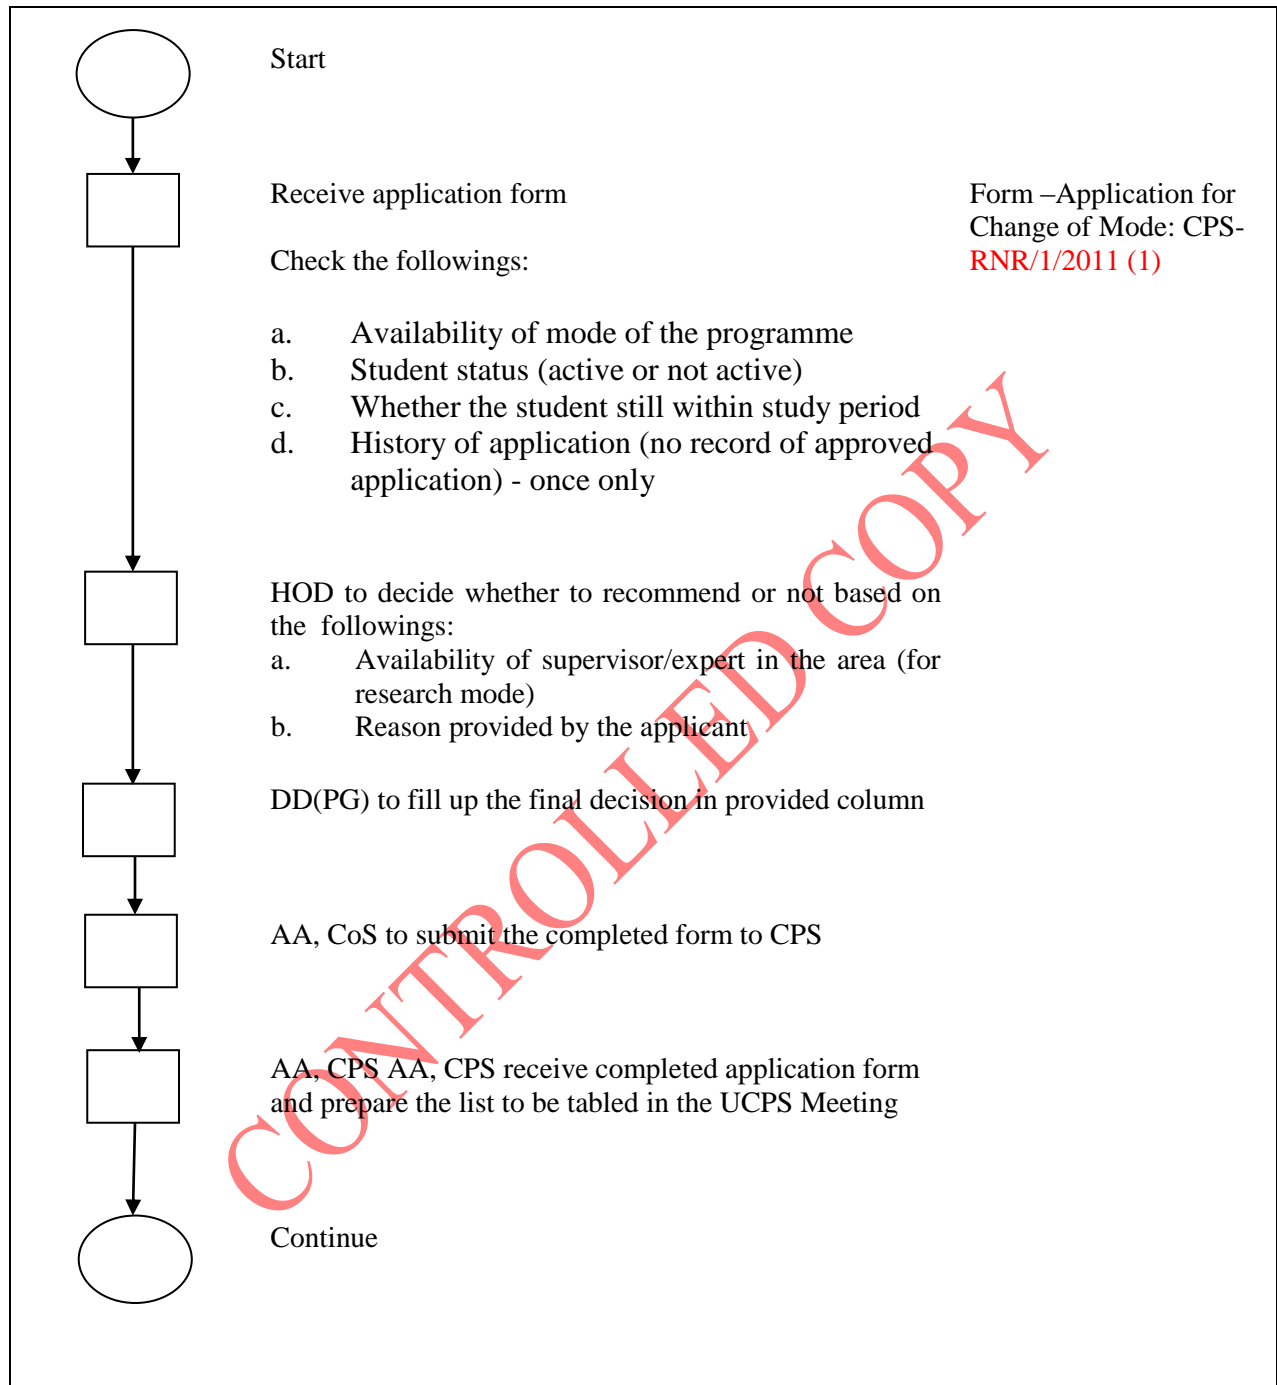 Start
Receive application form
Form –Application for
Change of Mode: CPS-
RNR/1/2011 (1)
Check the followings:
a. Availability of mode of the programme
b. Student status (active or not active)
c. Whether the student still within study period
d. History of application (no record of approved
application) - once only
HOD to decide whether to recommend or not based on
the followings:
a. Availability of supervisor/expert in the area (for
research mode)
b. Reason provided by the applicant
DD(PG) to fill up the final decision in provided column
AA, CoS to submit the completed form to CPS
AA, CPS AA, CPS receive completed application form
and prepare the list to be tabled in the UCPS Meeting
Continue
CONTROLLED COPY